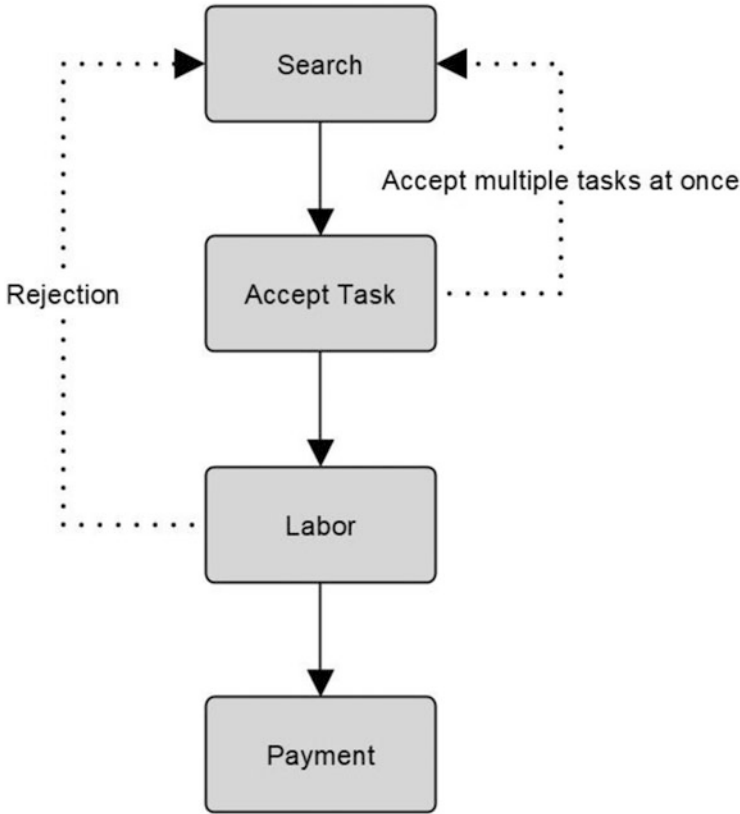 Search
Accept multiple tasks at once
Accept Task
Rejection
Labor
Payment